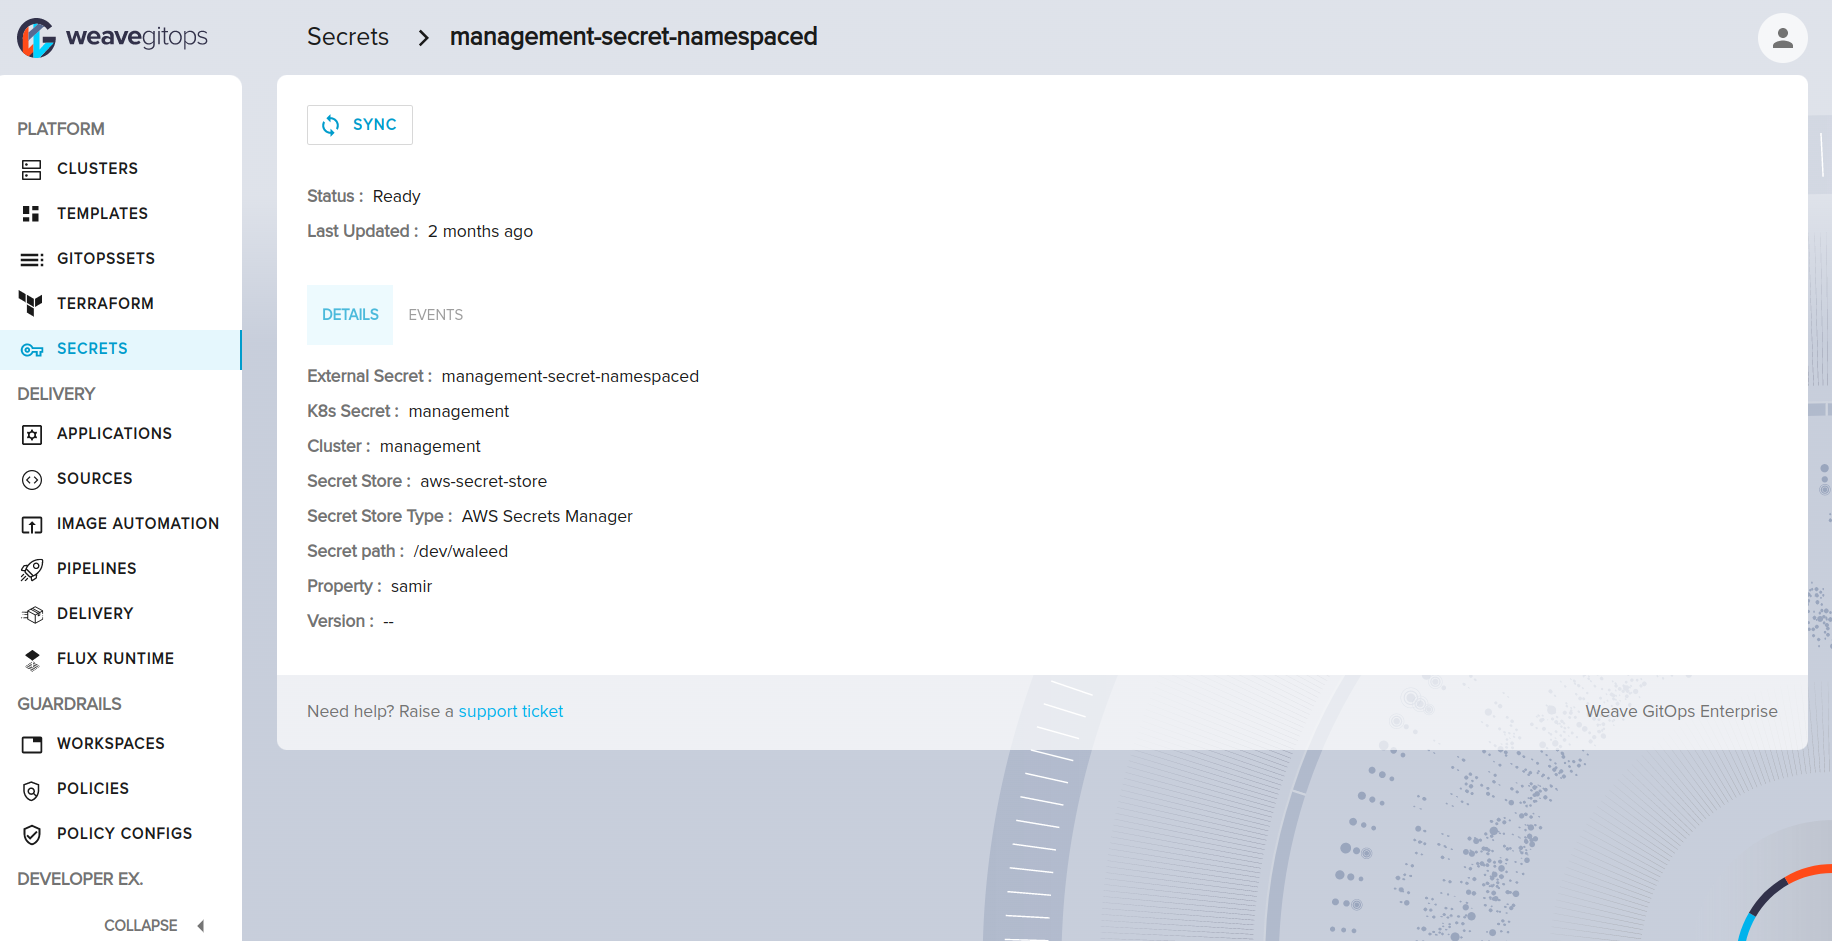 weavegitops
Secrets > management-secret-namespaced
PLATFORM
CLUSTERS
TEMPLATES
GITOPSSETS
TERRAFORM
SECRETS
DELIVERY
APPLICATIONS
SOURCES
IMAGE AUTOMATION
PIPELINES
DELIVERY
FLUX RUNTIME
GUARDRAILS
WORKSPACES
POLICIES
POLICY CONFIGS
DEVELOPER EX.
COLLAPSE
SYNC
Status : Ready
Last Updated : 2 months ago
DETAILS EVENTS
External Secret : management-secret-namespaced
K8s Secret : management
Cluster : management
Secret Store : aws-secret-store
Secret Store Type : AWS Secrets Manager
Secret path : /dev/waleed
Property : samir
Version : --
Need help? Raise a support ticket
Weave GitOps Enterprise